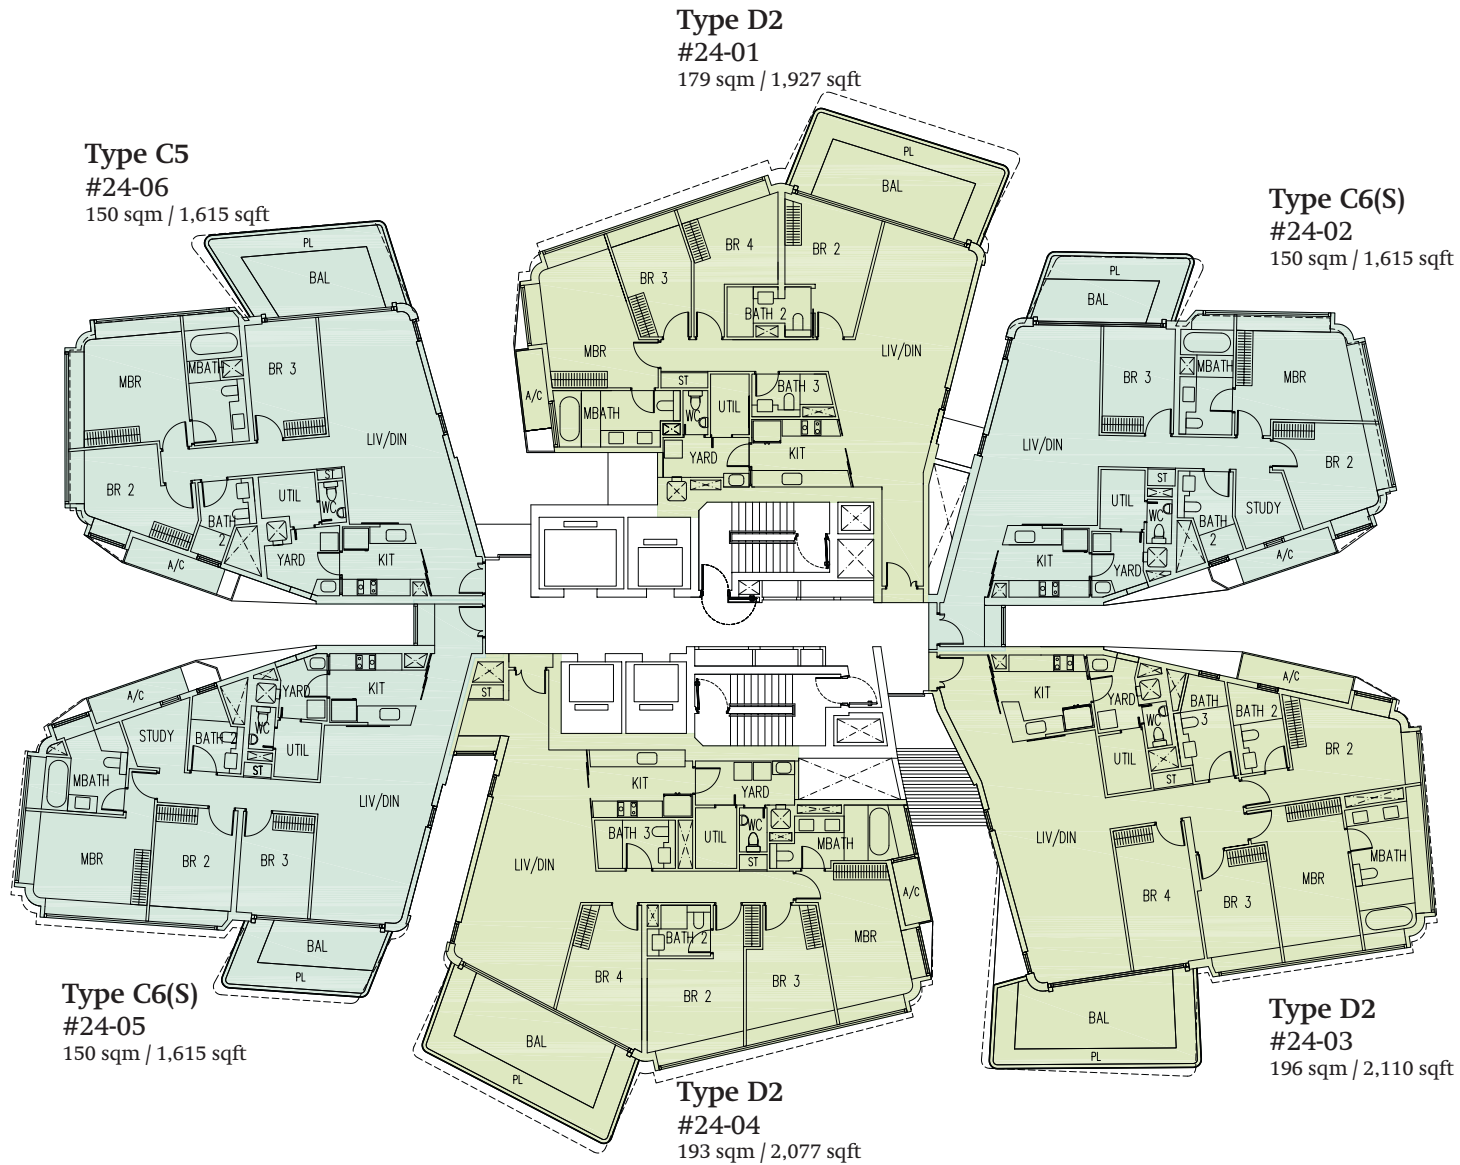 Type D2
#24-01
179 sqm / 1,927 sqft
Type C5
#24-06
150 sqm / 1,615 sqft
Type C6(S)
#24-02
150 sqm / 1,615 sqft
PL
BAL
BR 4
BR 2
BR 3
BATH 2
MBR
LIV/DIN
ST
BATH 3
A/C
MBATH
WC
UTIL
YARD
KIT
PL
BAL
MBR
MBATH
BR 3
LIV/DIN
BR 2
UTIL
ST
WC
BATH
2
YARD
KIT
A/C
PL
BAL
BR 3
MBATH
MBR
LIV/DIN
BR 2
ST
UTIL
WC
BATH
2
STUDY
KIT
YARD
A/C
A/C
YARD
KIT
STUDY
BATH 2
WC
UTIL
ST
MBATH
LIV/DIN
MBR
BR 2
BR 3
BAL
PL
ST
KIT
YARD
BATH 3
UTIL
WC
MBATH
ST
LIV/DIN
A/C
BATH 2
MBR
BR 4
BR 2
BR 3
BAL
PL
A/C
KIT
YARD
BATH
3
BATH 2
WC
UTIL
ST
BR 2
LIV/DIN
MBATH
MBR
BR 4
BR 3
BAL
PL
Type C6(S)
#24-05
150 sqm / 1,615 sqft
Type D2
#24-04
193 sqm / 2,077 sqft
Type D2
#24-03
196 sqm / 2,110 sqft